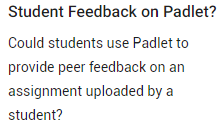 Student Feedback on Padlet?
Could students use Padlet to
provide peer feedback on an
assignment uploaded by a
student?